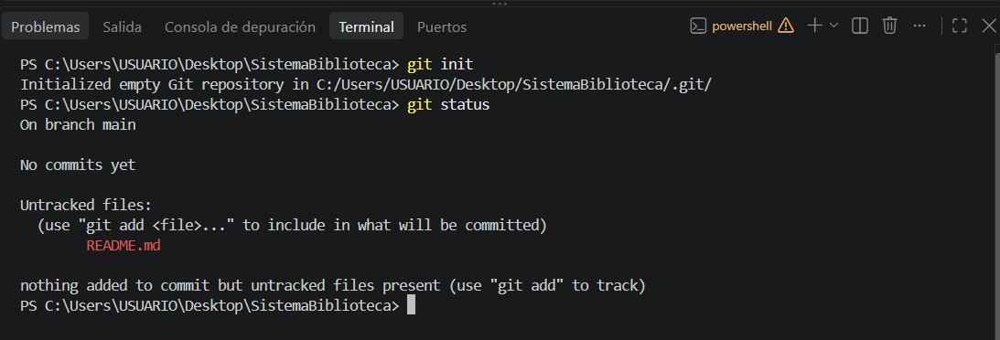 Problemas Salida Consola de depuración Terminal Puertos powershell
PS C:\Users\USUARIO\Desktop\SistemaBiblioteca> git init
Initialized empty Git repository in C:/Users/USUARIO/Desktop/SistemaBiblioteca/.git/
PS C:\Users\USUARIO\Desktop\SistemaBiblioteca> git status
On branch main
No commits yet
Untracked files:
(use "git add <file>..." to include in what will be committed)
README.md
nothing added to commit but untracked files present (use "git add" to track)
PS C:\Users\USUARIO\Desktop\SistemaBiblioteca>